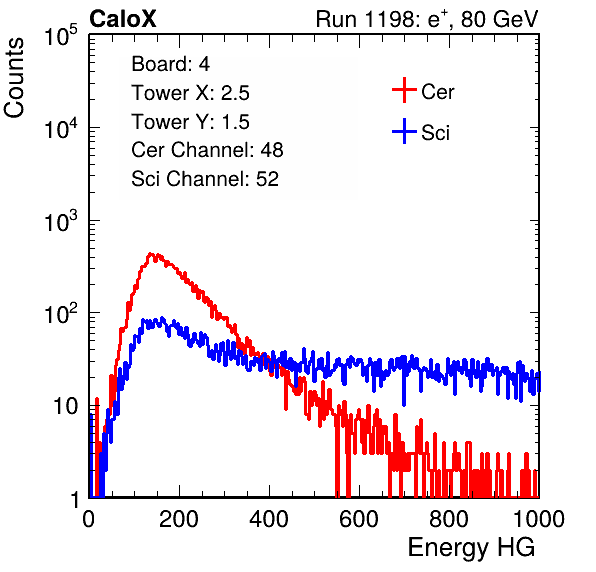 CaloX Run 1198: e⁺, 80 GeV
Counts
10⁵
10⁴
10³
10²
10
1
Board: 4
Tower X: 2.5
Tower Y: 1.5
Cer Channel: 48
Sci Channel: 52
Cer
Sci
0 200 400 600 800 1000
Energy HG